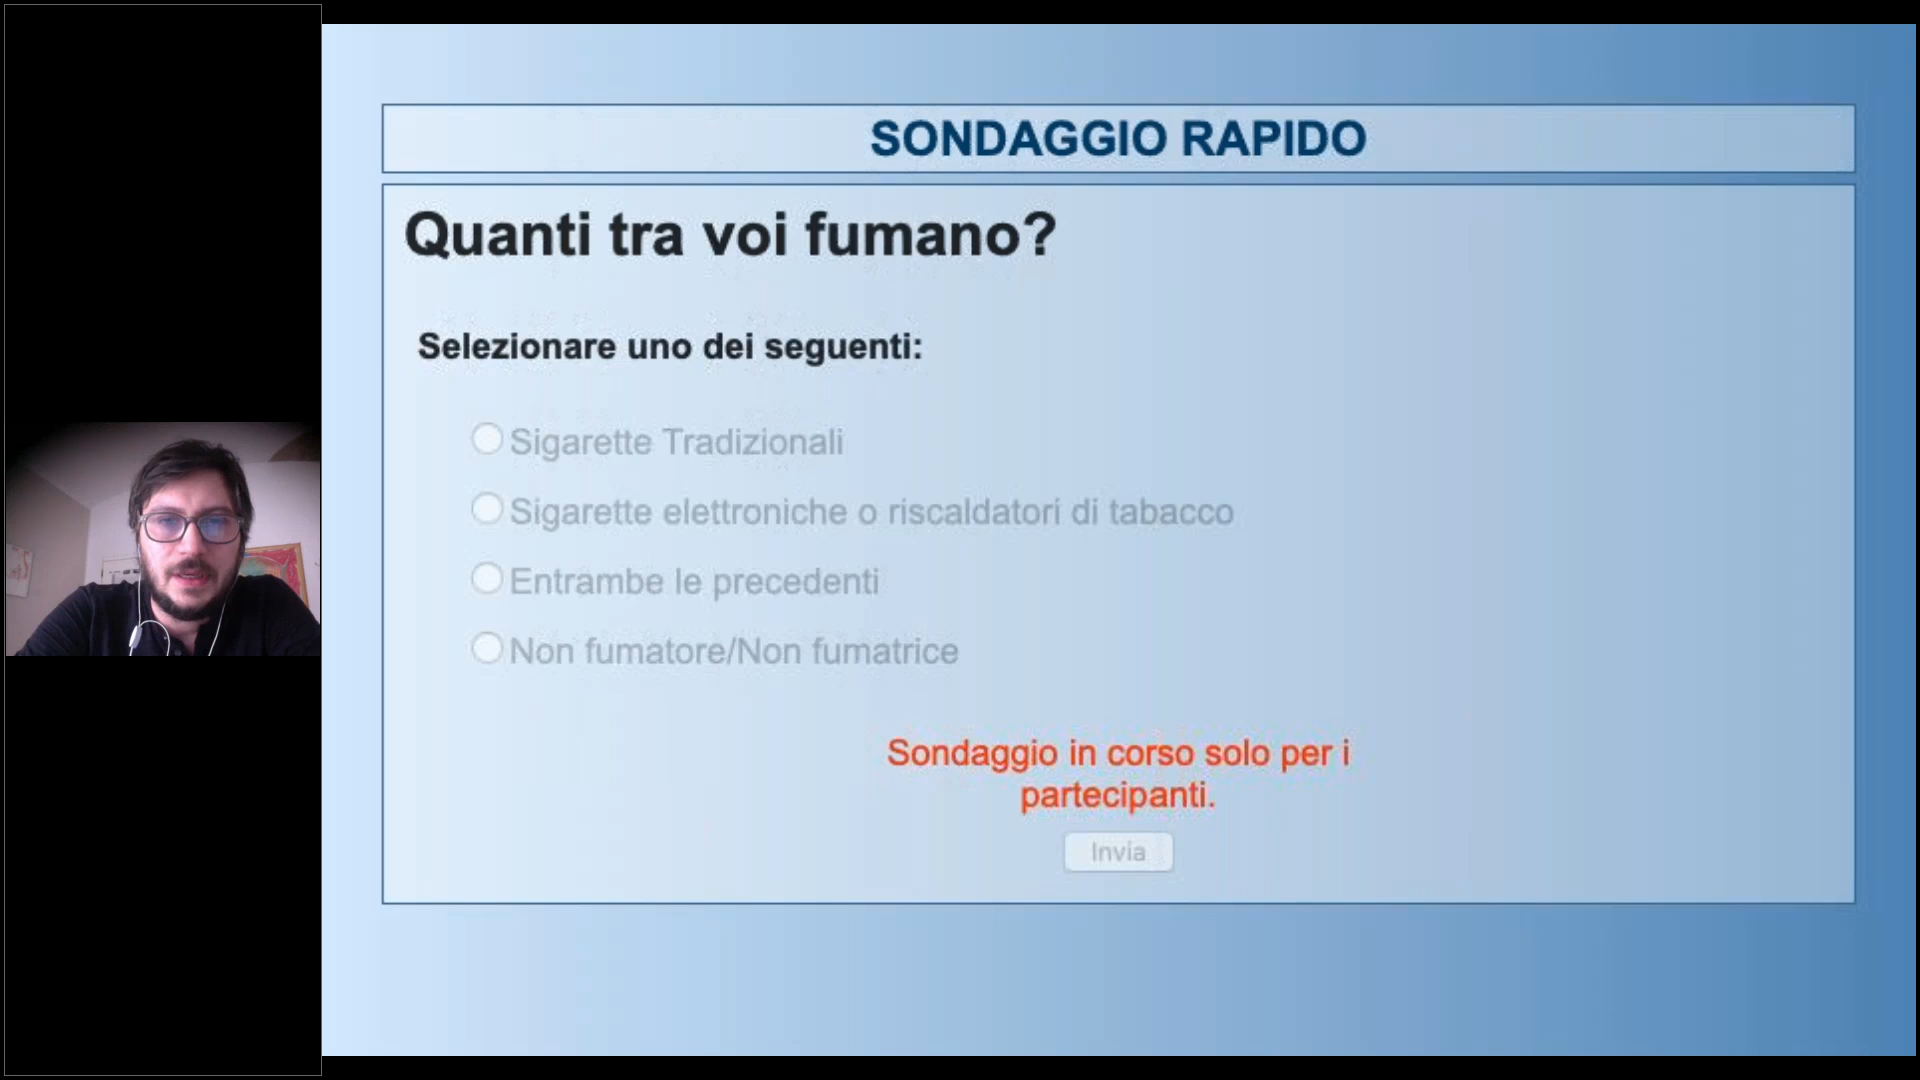 SONDAGGIO RAPIDO
Quanti tra voi fumano?
Selezionare uno dei seguenti:
Sigarette Tradizionali
Sigarette elettroniche o riscaldatori di tabacco
Entrambe le precedenti
Non fumatore/Non fumatrice
Sondaggio in corso solo per i
partecipanti.
Invia